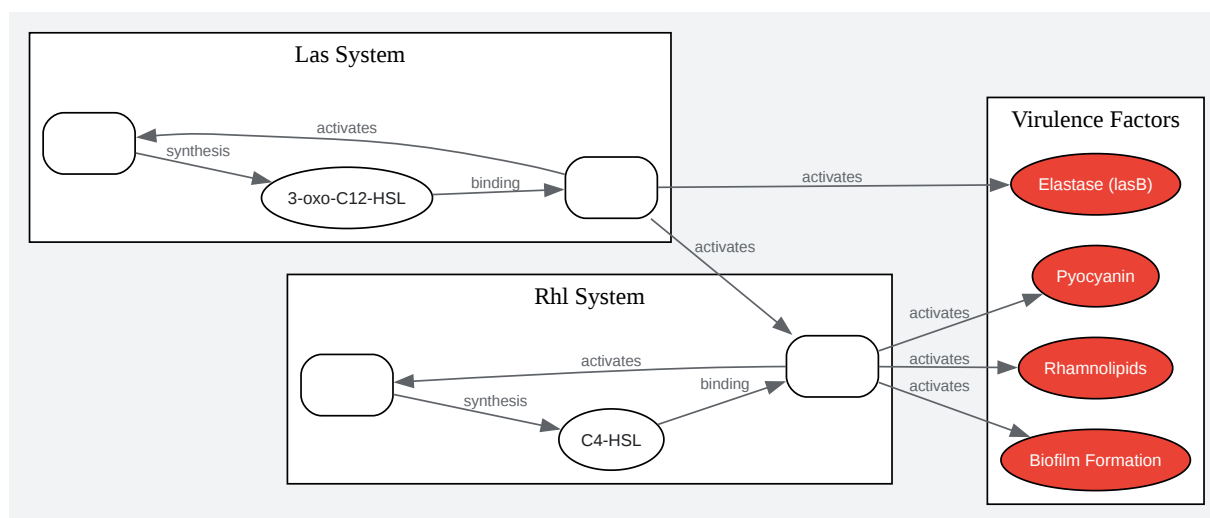 Las System
activates
synthesis
3-oxo-C12-HSL
binding
activates
activates
Rhl System
activates
synthesis
C4-HSL
binding
activates
activates
activates
Virulence Factors
Elastase (lasB)
Pyocyanin
Rhamnolipids
Biofilm Formation